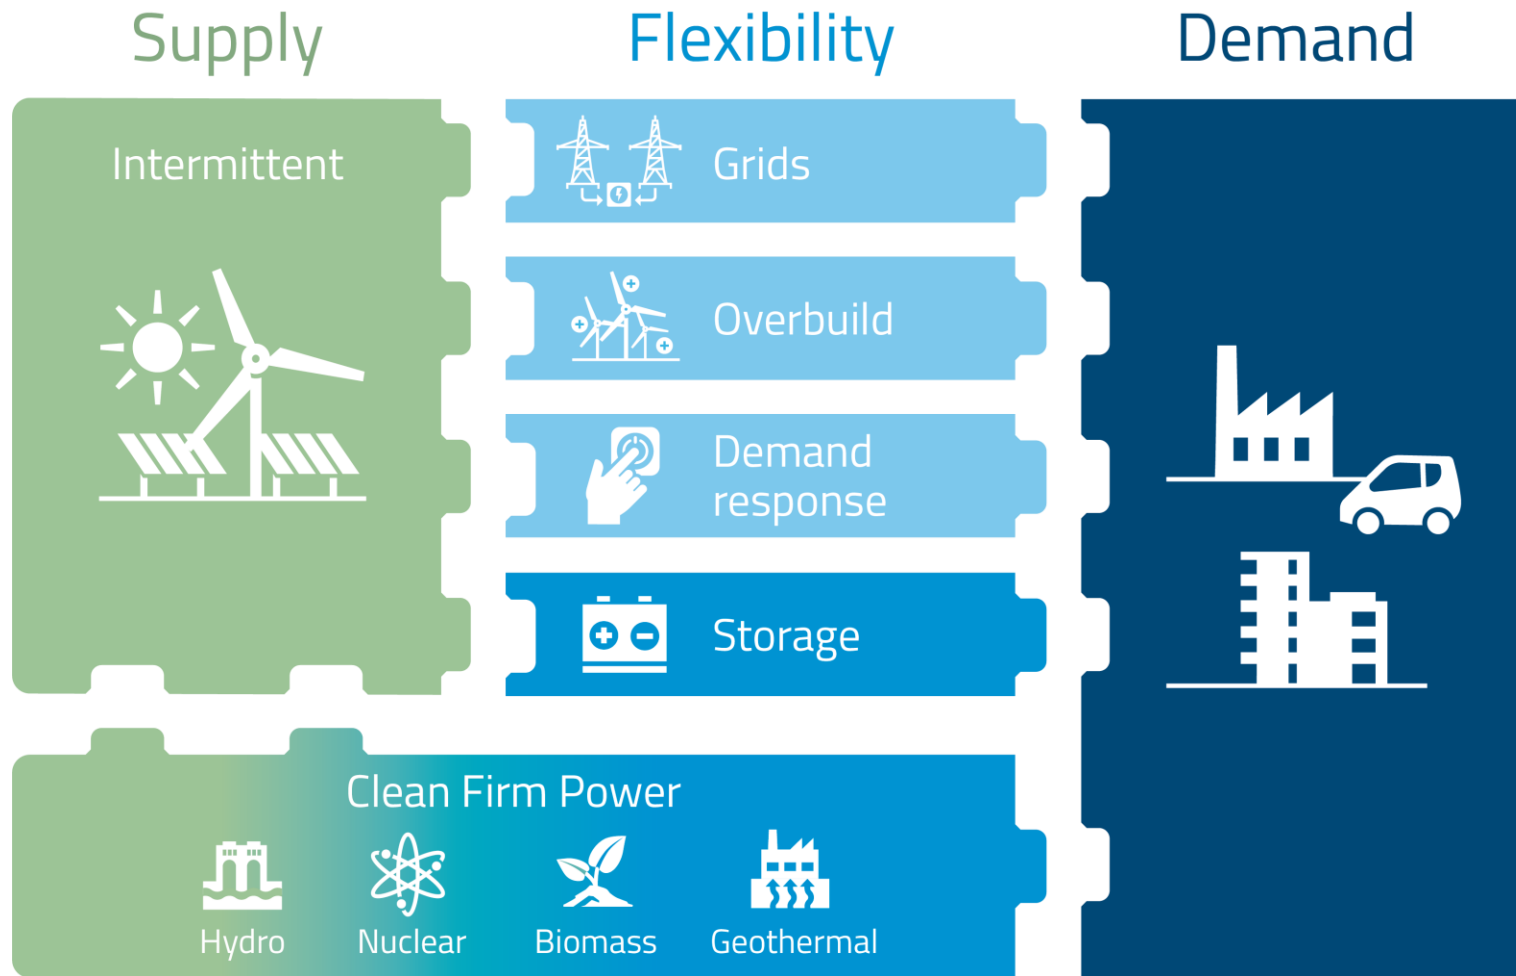 Supply
Flexibility
Demand
Intermittent
Grids
Overbuild
Demand
response
Storage
Clean Firm Power
Hydro
Nuclear
Biomass
Geothermal